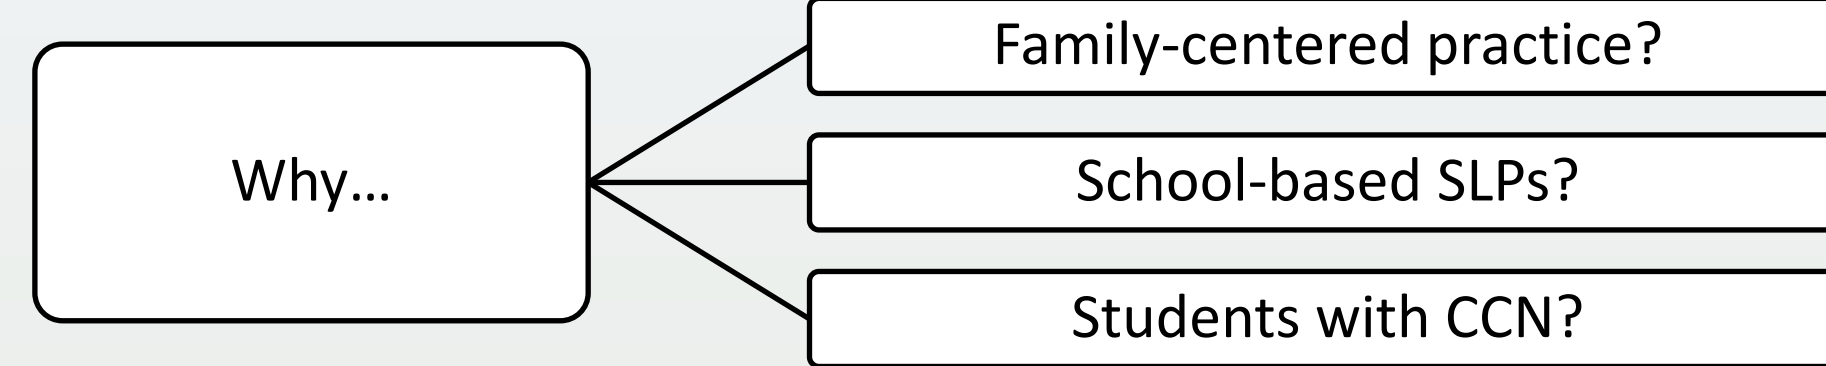 Why...
Family-centered practice?
School-based SLPs?
Students with CCN?